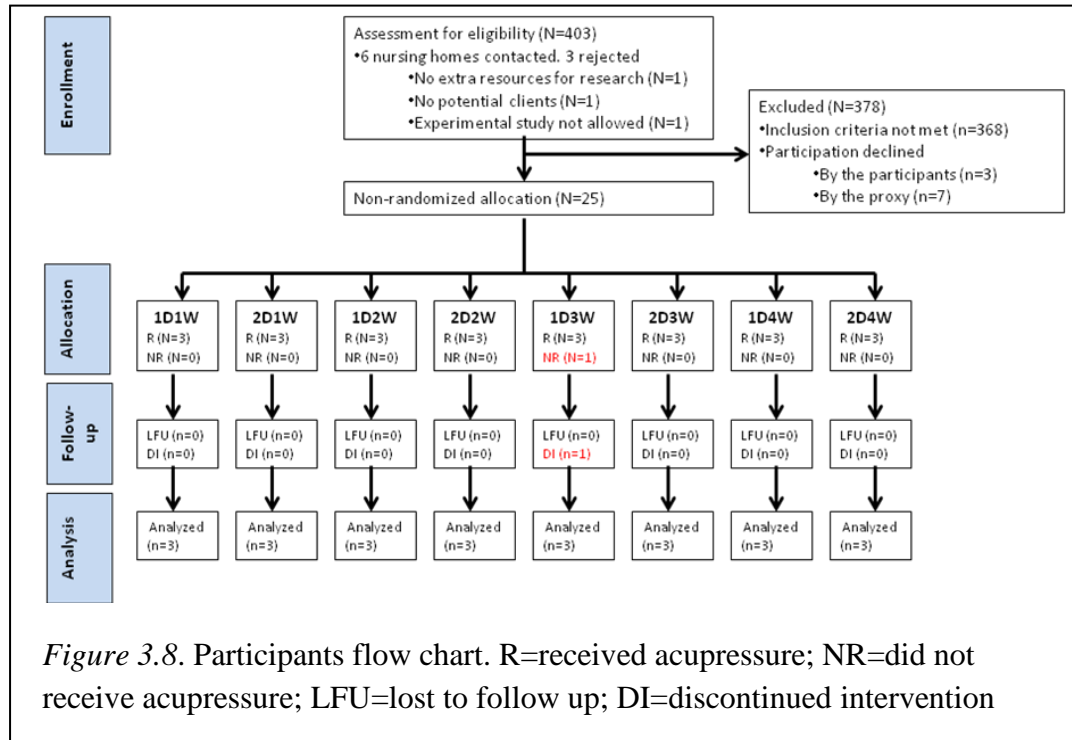 Enrollment
Assessment for eligibility (N=403)
•6 nursing homes contacted. 3 rejected
•No extra resources for research (N=1)
•No potential clients (N=1)
•Experimental study not allowed (N=1)
Excluded (N=378)
•Inclusion criteria not met (n=368)
•Participation declined
•By the participants (n=3)
•By the proxy (n=7)
Non-randomized allocation (N=25)
Allocation
1D1W
R (N=3)
NR (N=0)
2D1W
R (N=3)
NR (N=0)
1D2W
R (N=3)
NR (N=0)
2D2W
R (N=3)
NR (N=0)
1D3W
R (N=3)
NR (N=1)
2D3W
R (N=3)
NR (N=0)
1D4W
R (N=3)
NR (N=0)
2D4W
R (N=3)
NR (N=0)
Follow-
up
LFU (n=0)
DI (n=0)
LFU (n=0)
DI (n=0)
LFU (n=0)
DI (n=0)
LFU (n=0)
DI (n=0)
LFU (n=0)
DI (n=1)
LFU (n=0)
DI (n=0)
LFU (n=0)
DI (n=0)
LFU (n=0)
DI (n=0)
Analysis
Analyzed
(n=3)
Analyzed
(n=3)
Analyzed
(n=3)
Analyzed
(n=3)
Analyzed
(n=3)
Analyzed
(n=3)
Analyzed
(n=3)
Analyzed
(n=3)
Figure 3.8. Participants flow chart. R=received acupressure; NR=did not
receive acupressure; LFU=lost to follow up; DI=discontinued intervention